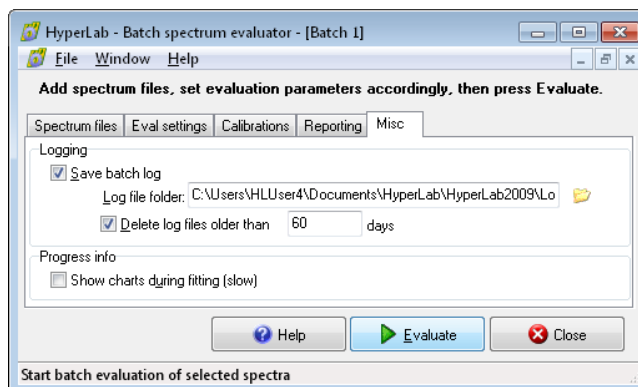 HyperLab - Batch spectrum evaluator - [Batch 1]
File Window Help
Add spectrum files, set evaluation parameters accordingly, then press Evaluate.
Spectrum files Eval settings Calibrations Reporting Misc
Logging
Save batch log
Log file folder: C:\Users\HLUser4\Documents\HyperLab\HyperLab2009\Lo
Delete log files older than 60 days
Progress info
Show charts during fitting (slow)
Help Evaluate Close
Start batch evaluation of selected spectra